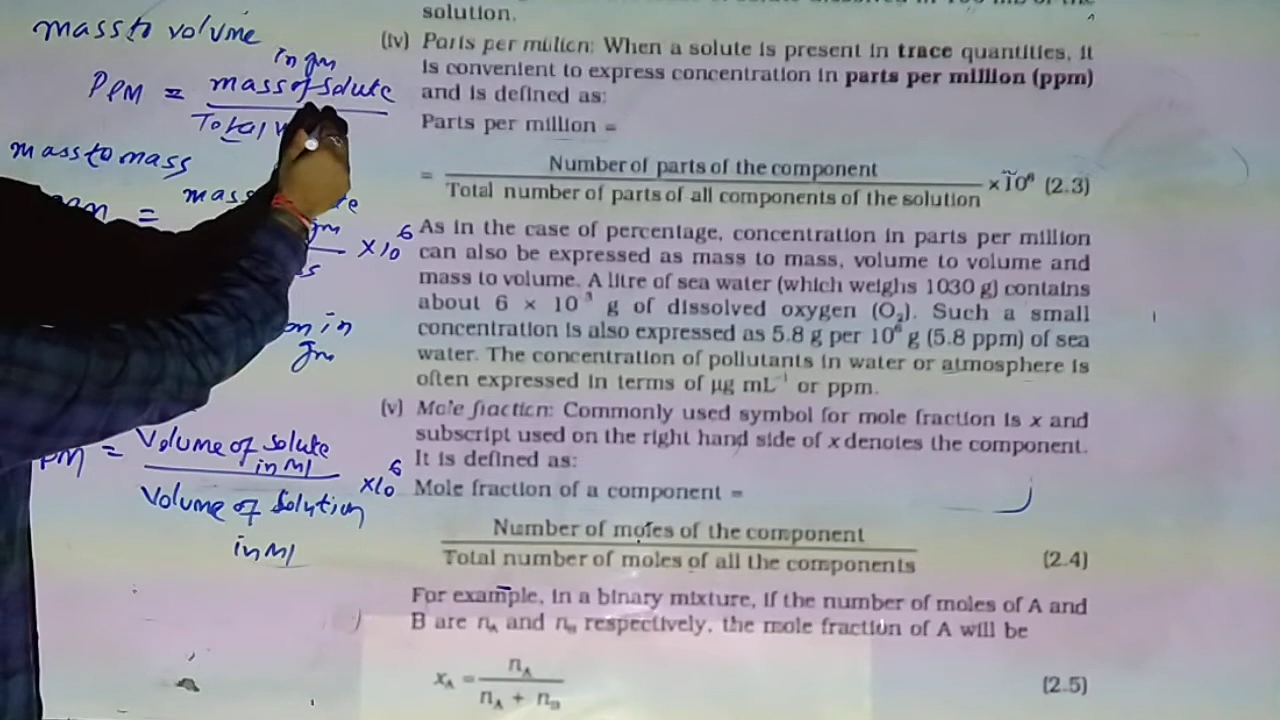 mass to volume
in gm
PPM = mass of solute
Total
mass to mass
mass
gm
× 10⁶
in
gm
Volume of solute
in Ml
PM = × 10⁶
Volume of Solution
in Ml
solution.
(iv) Parts per million: When a solute is present in trace quantities, it
is convenient to express concentration in parts per million (ppm)
and is defined as:
Parts per million =
Number of parts of the component
= × 10⁶ (2.3)
Total number of parts of all components of the solution
As in the case of percentage, concentration in parts per million
can also be expressed as mass to mass, volume to volume and
mass to volume. A litre of sea water (which weighs 1030 g) contains
about 6 × 10⁻³ g of dissolved oxygen (O₂). Such a small
concentration is also expressed as 5.8 g per 10⁶ g (5.8 ppm) of sea
water. The concentration of pollutants in water or atmosphere is
often expressed in terms of μg mL⁻¹ or ppm.
(v) Mole fraction: Commonly used symbol for mole fraction is x and
subscript used on the right hand side of x denotes the component.
It is defined as:
Mole fraction of a component =
Number of moles of the component
Total number of moles of all the components (2.4)
For example, in a binary mixture, if the number of moles of A and
B are n_A and n_B respectively, the mole fraction of A will be
x_A = n_A / (n_A + n_B) (2.5)